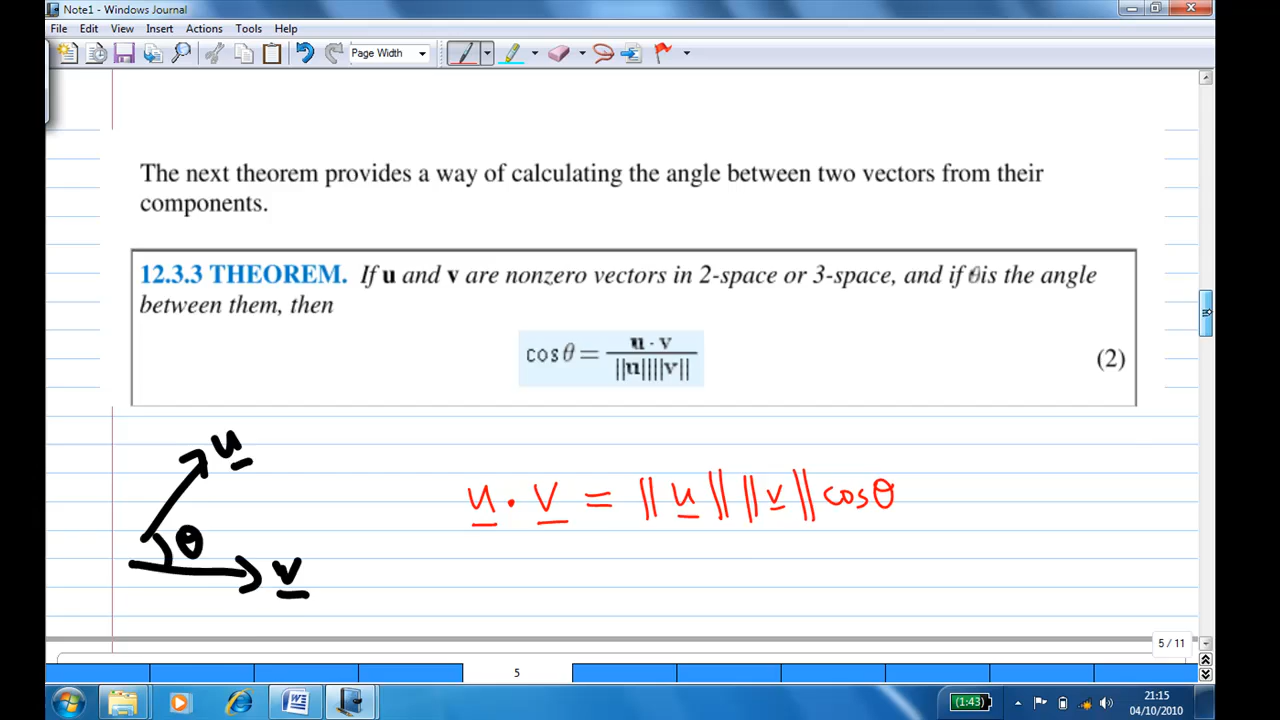 Note1 - Windows Journal
File Edit View Insert Actions Tools Help
Page Width
The next theorem provides a way of calculating the angle between two vectors from their
components.
12.3.3 THEOREM. If u and v are nonzero vectors in 2-space or 3-space, and if θ is the angle
between them, then
cos θ = u · v / ||u|| ||v||
(2)
u
θ
v
u · v = ||u|| ||v|| cos θ
5 / 11
5
(1:43)
21:15
04/10/2010